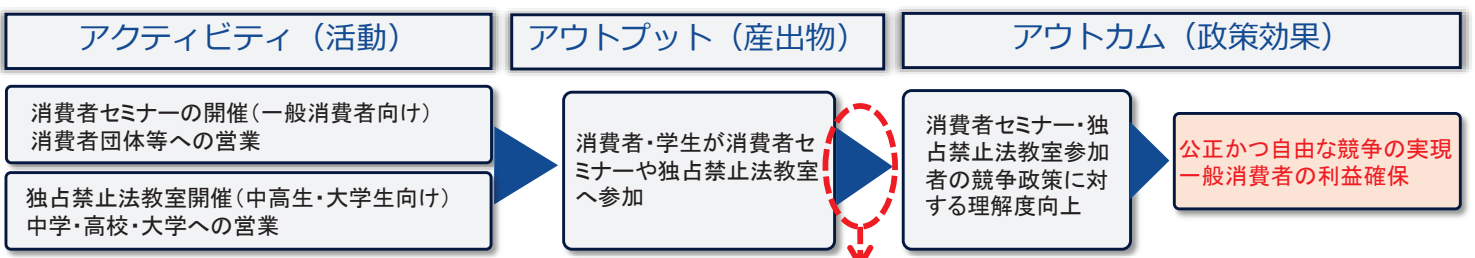 アクティビティ（活動）
アウトプット（産出物）
アウトカム（政策効果）
消費者セミナーの開催（一般消費者向け）
消費者団体等への営業
独占禁止法教室開催（中高生・大学生向け）
中学・高校・大学への営業
消費者・学生が消費者セ
ミナーや独占禁止法教室
へ参加
消費者セミナー・独
占禁止法教室参加
者の競争政策に対
する理解度向上
公正かつ自由な競争の実現
一般消費者の利益確保